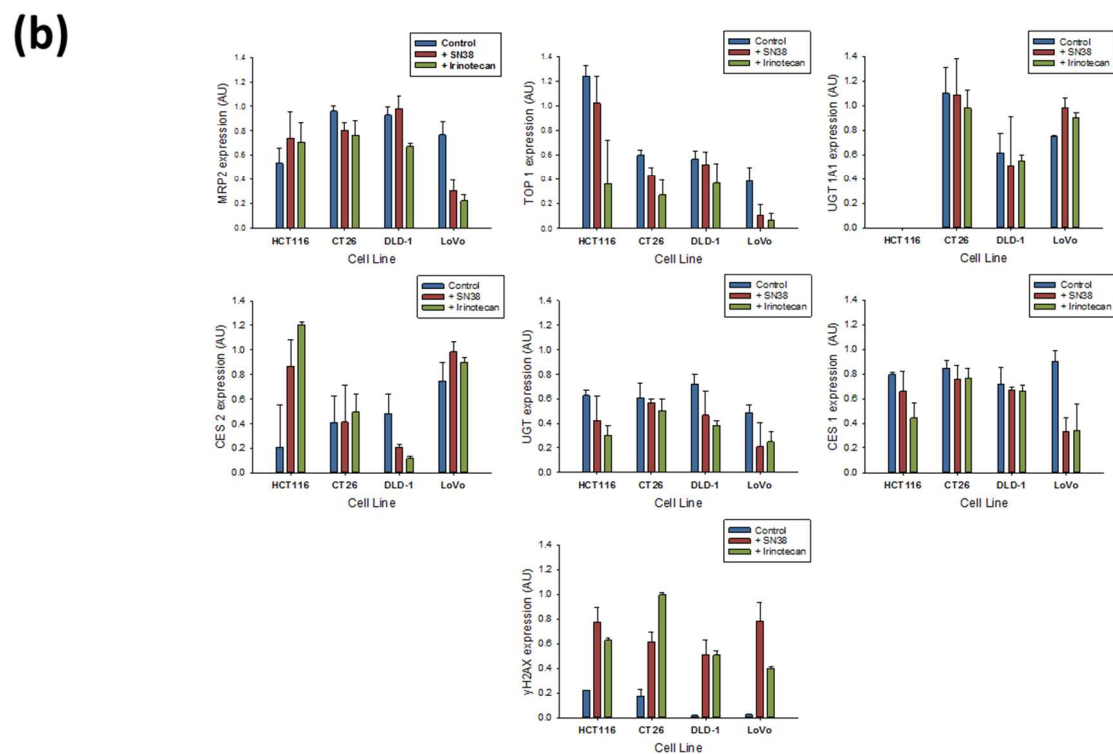 (b)
Control
+ SN38
+ Irinotecan
MRP2 expression (AU)
1.4
1.2
1.0
0.8
0.6
0.4
0.2
0.0
HCT116 CT26 DLD-1 LoVo
Cell Line
Control
+ SN38
+ Irinotecan
TOP 1 expression (AU)
1.4
1.2
1.0
0.8
0.6
0.4
0.2
0.0
HCT116 CT26 DLD-1 LoVo
Cell Line
Control
+ SN38
+ Irinotecan
UGT 1A1 expression (AU)
1.4
1.2
1.0
0.8
0.6
0.4
0.2
0.0
HCT116 CT26 DLD-1 LoVo
Cell Line
Control
+ SN38
+ Irinotecan
CES 2 expression (AU)
1.4
1.2
1.0
0.8
0.6
0.4
0.2
0.0
HCT116 CT26 DLD-1 LoVo
Cell Line
Control
+ SN38
+ Irinotecan
UGT expression (AU)
1.4
1.2
1.0
0.8
0.6
0.4
0.2
0.0
HCT116 CT26 DLD-1 LoVo
Cell Line
Control
+ SN38
+ Irinotecan
CES 1 expression (AU)
1.4
1.2
1.0
0.8
0.6
0.4
0.2
0.0
HCT116 CT26 DLD-1 LoVo
Cell Line
Control
+ SN38
+ Irinotecan
yH2AX expression (AU)
1.4
1.2
1.0
0.8
0.6
0.4
0.2
0.0
HCT116 CT26 DLD-1 LoVo
Cell Line